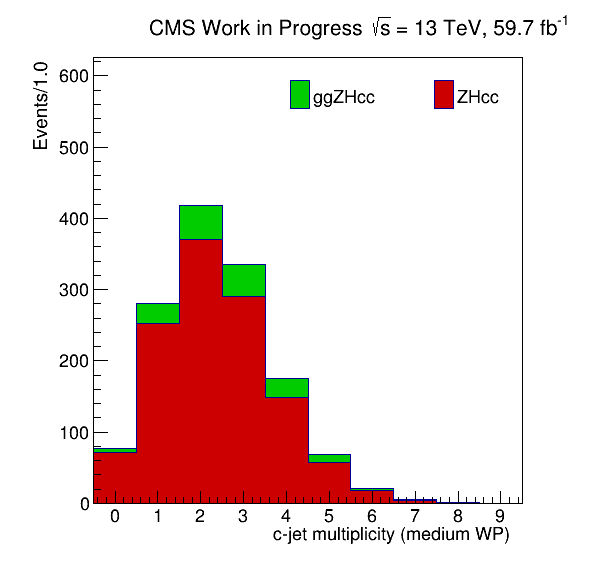 CMS Work in Progress √s = 13 TeV, 59.7 fb⁻¹
Events/1.0
ggZHcc ZHcc
600
500
400
300
200
100
0
0 1 2 3 4 5 6 7 8 9
c-jet multiplicity (medium WP)